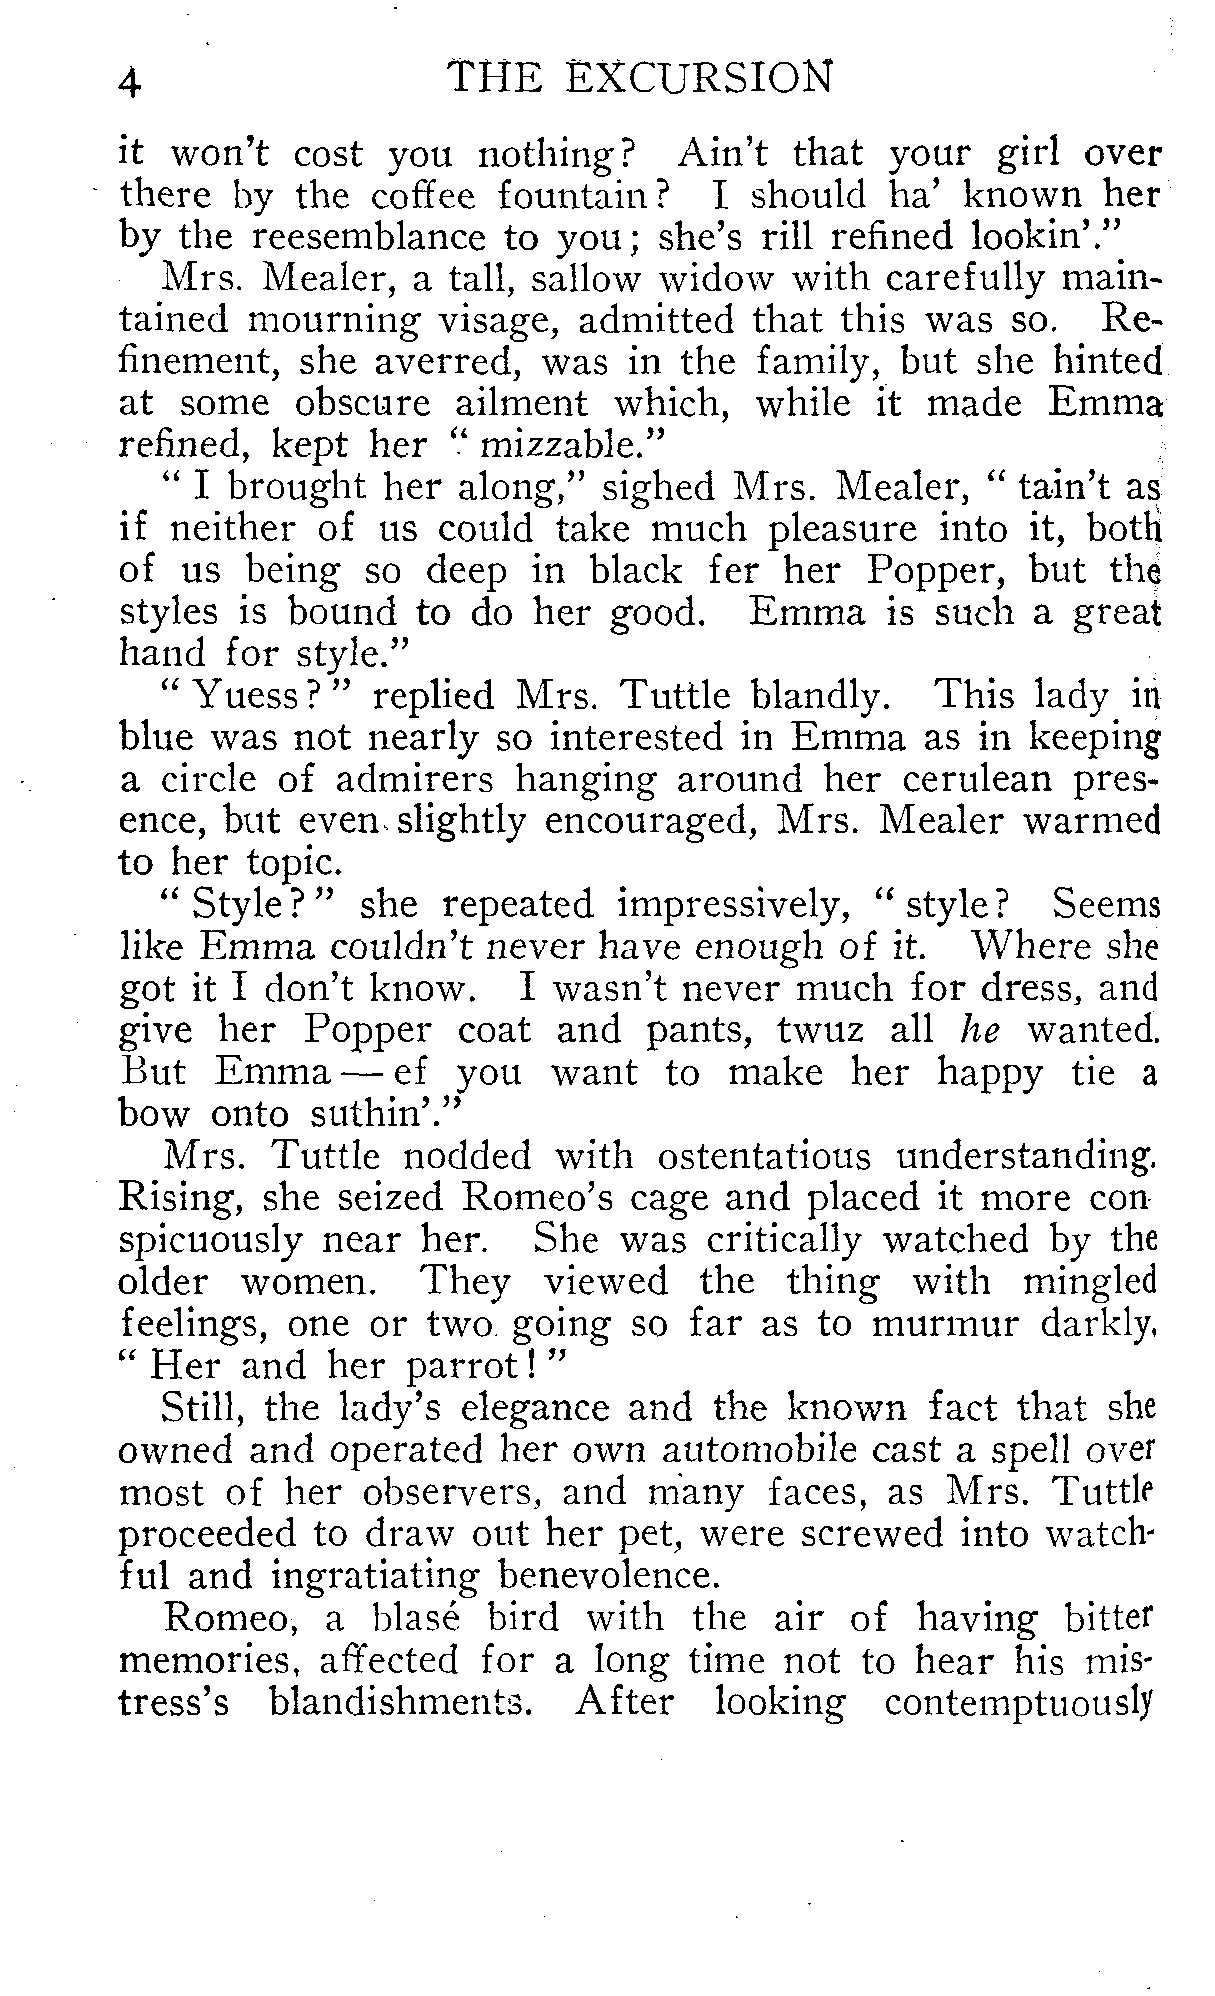 4 THE EXCURSION
it won't cost you nothing? Ain't that your girl over
there by the coffee fountain? I should ha' known her
by the reesemblance to you; she's rill refined lookin'."
Mrs. Mealer, a tall, sallow widow with carefully main-
tained mourning visage, admitted that this was so. Re-
finement, she averred, was in the family, but she hinted
at some obscure ailment which, while it made Emma
refined, kept her "mizzable."
"I brought her along," sighed Mrs. Mealer, "tain't as
if neither of us could take much pleasure into it, both
of us being so deep in black fer her Popper, but the
styles is bound to do her good. Emma is such a great
hand for style."
"Yuess?" replied Mrs. Tuttle blandly. This lady in
blue was not nearly so interested in Emma as in keeping
a circle of admirers hanging around her cerulean pres-
ence, but even slightly encouraged, Mrs. Mealer warmed
to her topic.
"Style?" she repeated impressively, "style? Seems
like Emma couldn't never have enough of it. Where she
got it I don't know. I wasn't never much for dress, and
give her Popper coat and pants, twuz all he wanted.
But Emma—ef you want to make her happy tie a
bow onto suthin'."
Mrs. Tuttle nodded with ostentatious understanding.
Rising, she seized Romeo's cage and placed it more con-
spicuously near her. She was critically watched by the
older women. They viewed the thing with mingled
feelings, one or two going so far as to murmur darkly,
"Her and her parrot!"
Still, the lady's elegance and the known fact that she
owned and operated her own automobile cast a spell over
most of her observers, and many faces, as Mrs. Tuttle
proceeded to draw out her pet, were screwed into watch-
ful and ingratiating benevolence.
Romeo, a blasé bird with the air of having bitter
memories, affected for a long time not to hear his mis-
tress's blandishments. After looking contemptuously